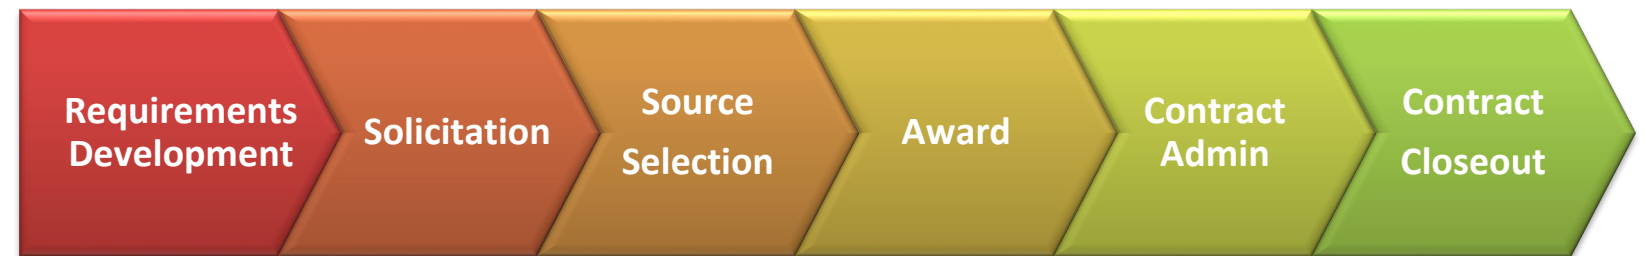 Requirements
Development
Solicitation
Source
Selection
Award
Contract
Admin
Contract
Closeout